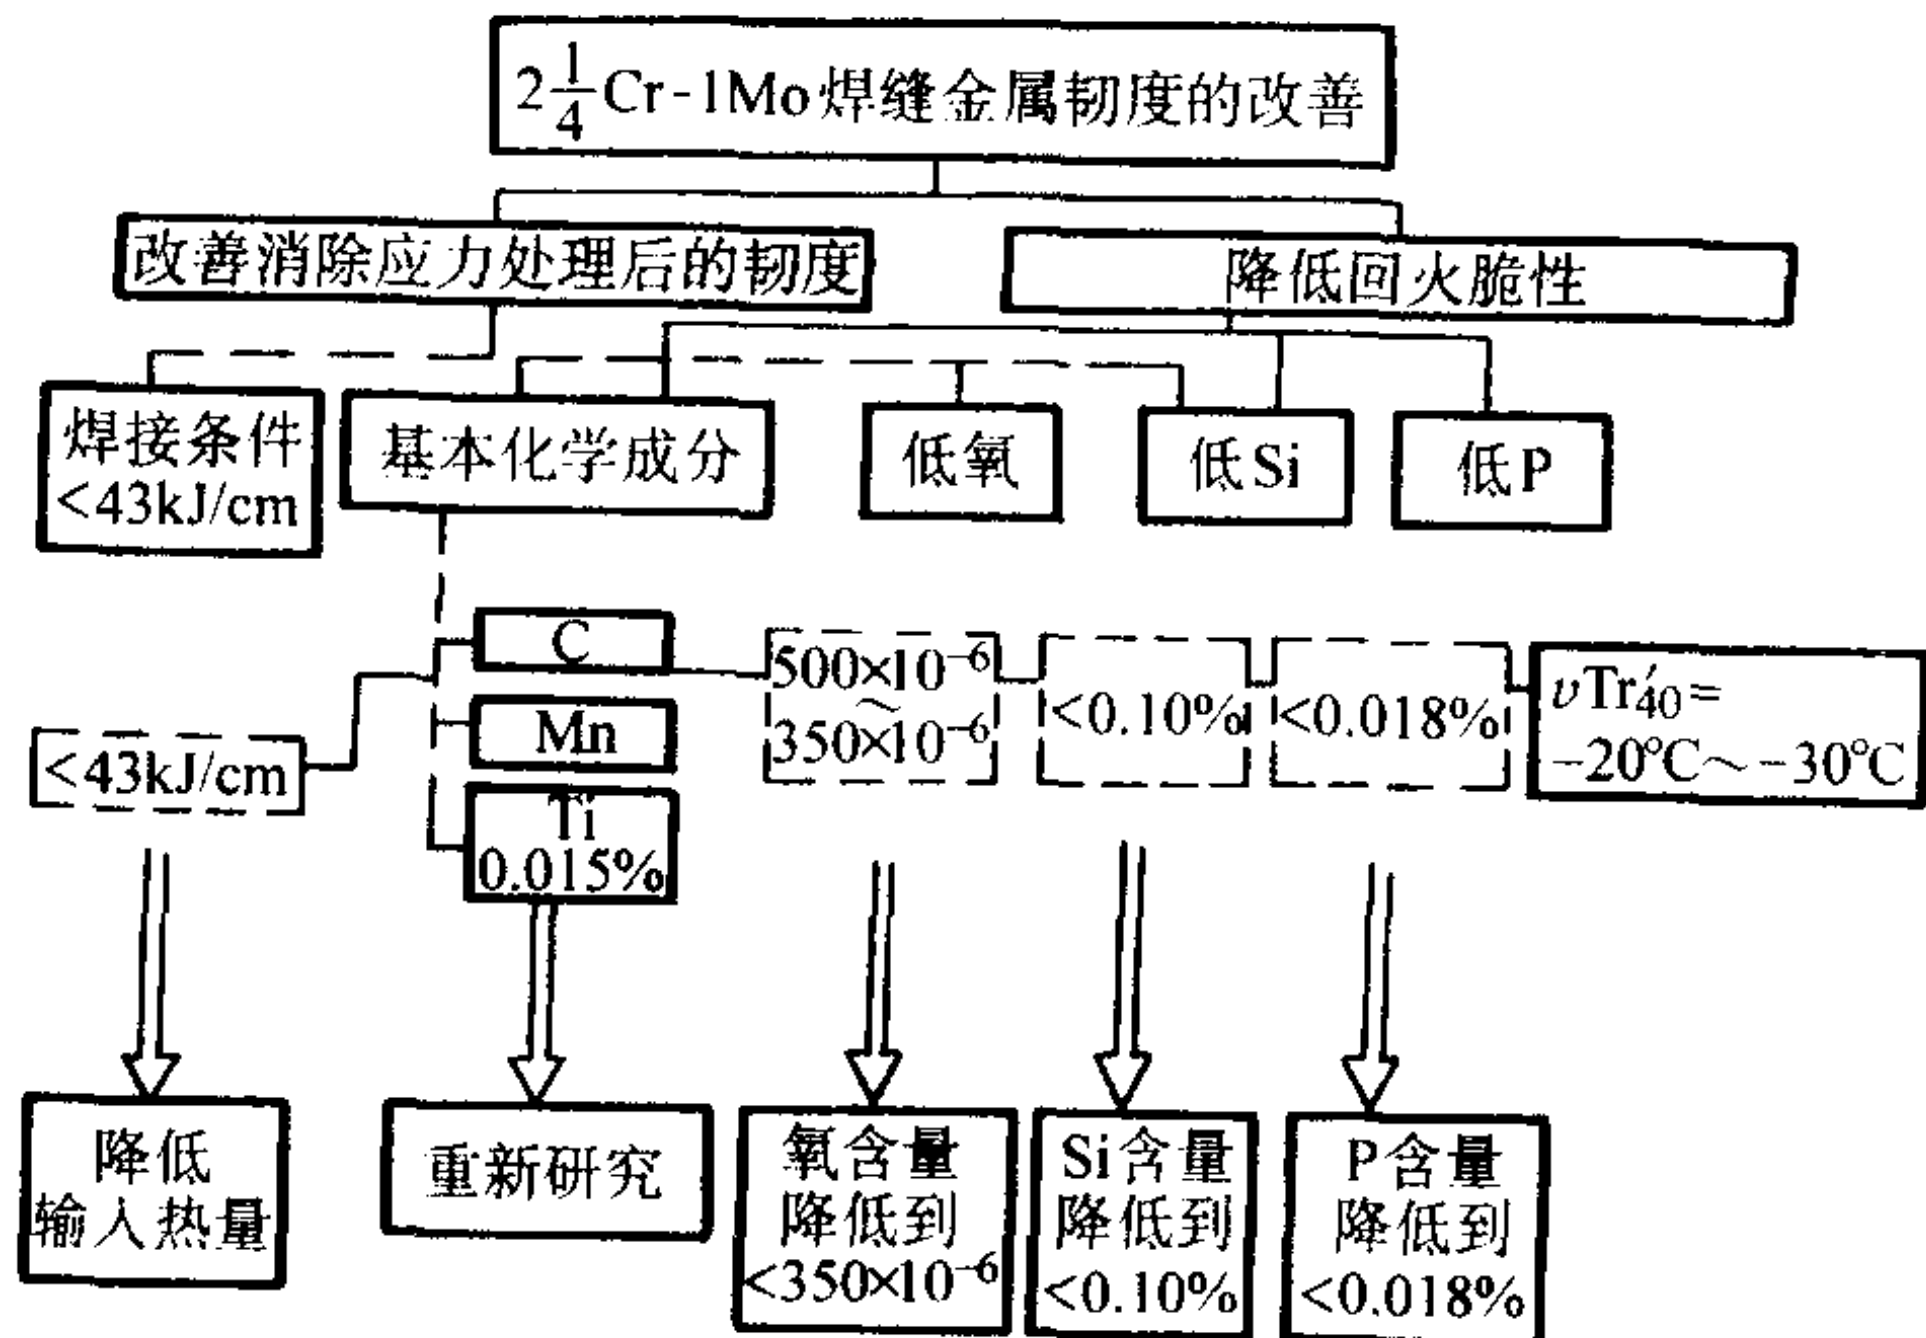 2 1/4 Cr-1Mo焊缝金属韧度的改善
改善消除应力处理后的韧度
降低回火脆性
焊接条件
<43kJ/cm
基本化学成分
低氧
低Si
低P
C
Mn
Ti
0.015%
<43kJ/cm
500×10⁻⁶
~
350×10⁻⁶
<0.10%
<0.018%
υTr′40=
-20℃~-30℃
降低
输入热量
重新研究
氧含量
降低到
<350×10⁻⁶
Si含量
降低到
<0.10%
P含量
降低到
<0.018%